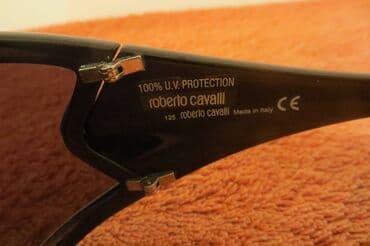 100% U.V. PROTECTION
roberto cavalli
125 roberto cavalli Made in Italy CE